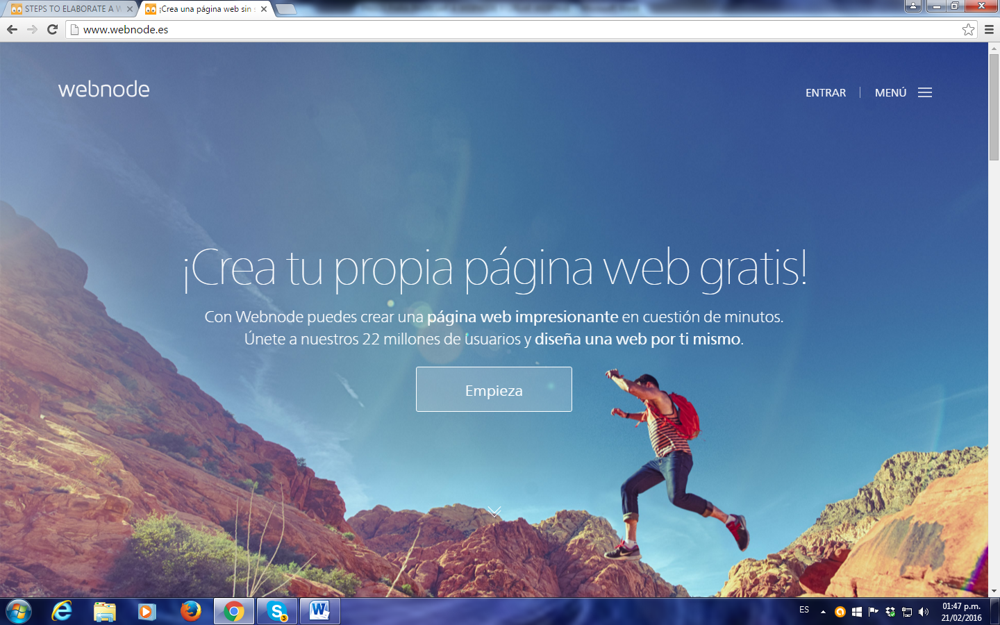 STEPS TO ELABORATE A W
¡Crea una página web sin s
www.webnode.es
webnode
ENTRAR
MENÚ
¡Crea tu propia página web gratis!
Con Webnode puedes crear una página web impresionante en cuestión de minutos.
Únete a nuestros 22 millones de usuarios y diseña una web por ti mismo.
Empieza
3
ES
01:47 p.m.
21/02/2016